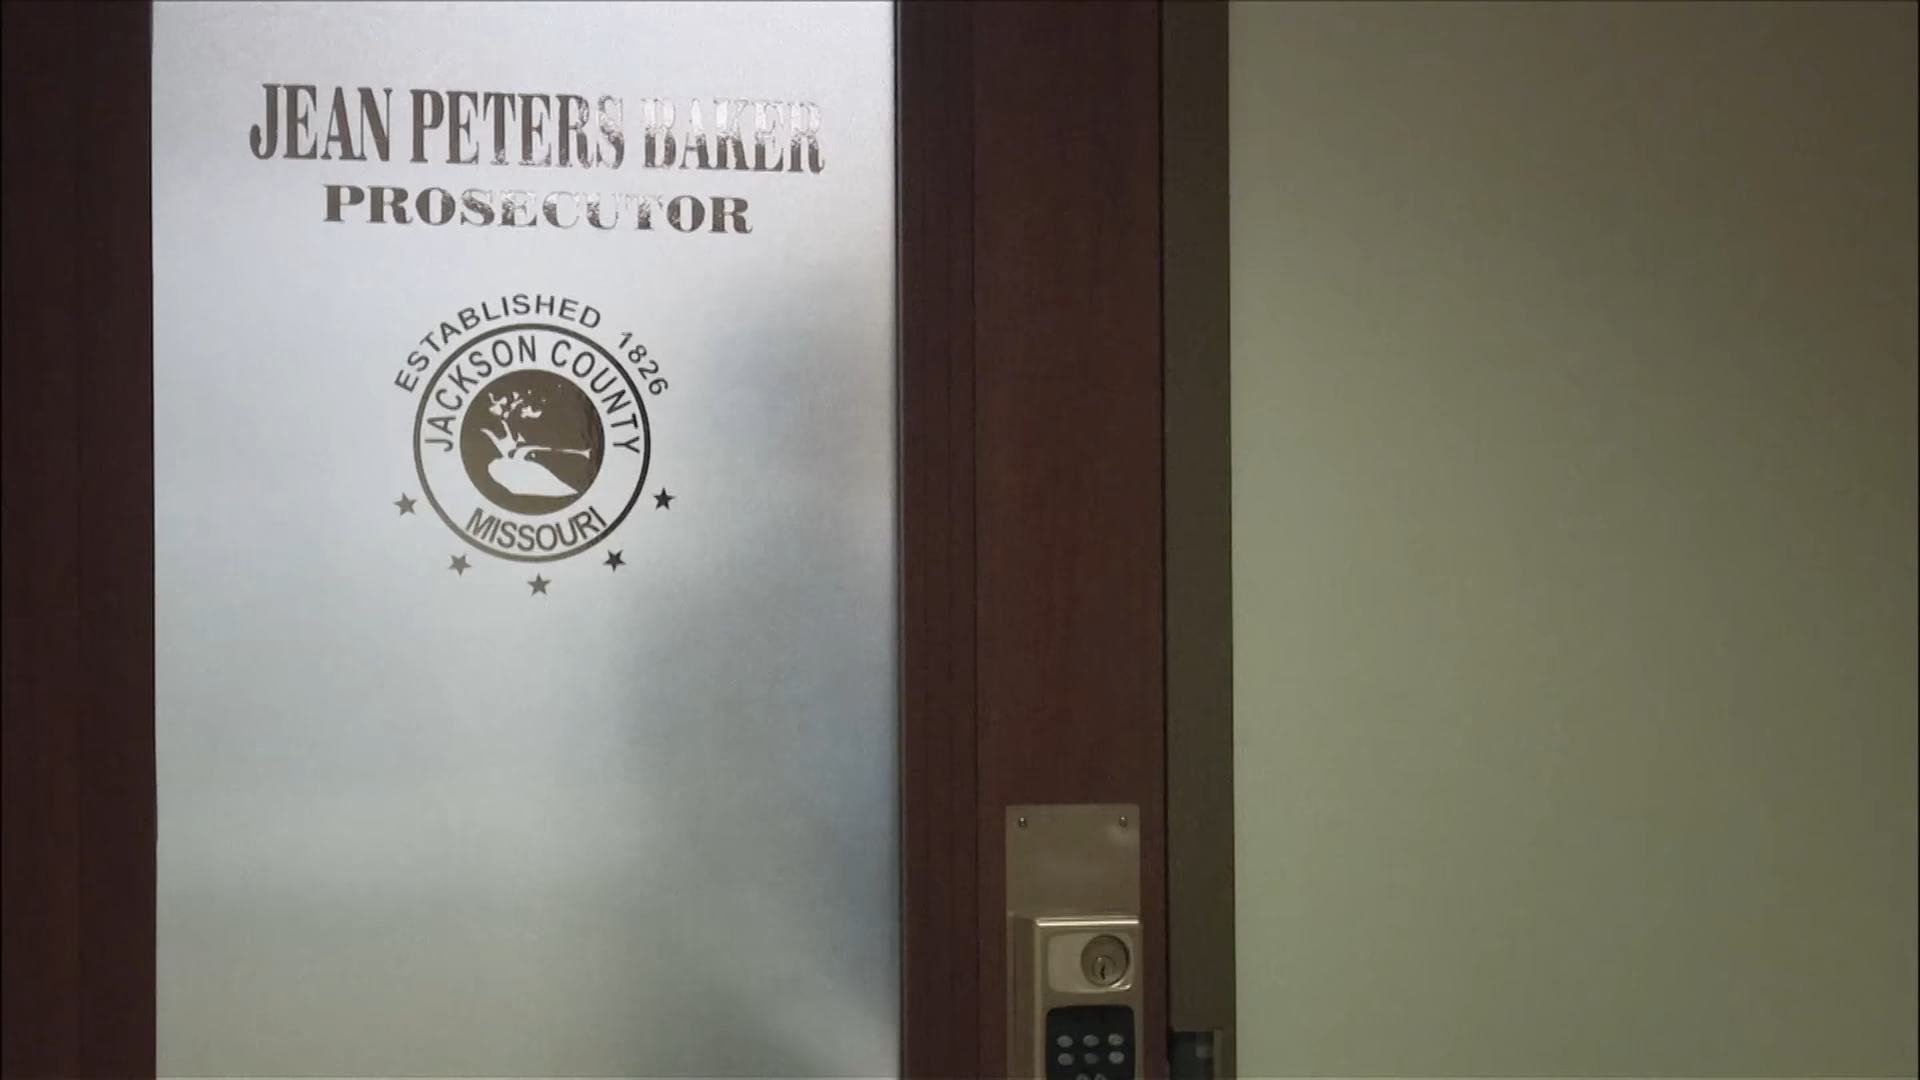 JEAN PETERS BAKER
PROSECUTOR
ESTABLISHED 1826
JACKSON COUNTY
MISSOURI